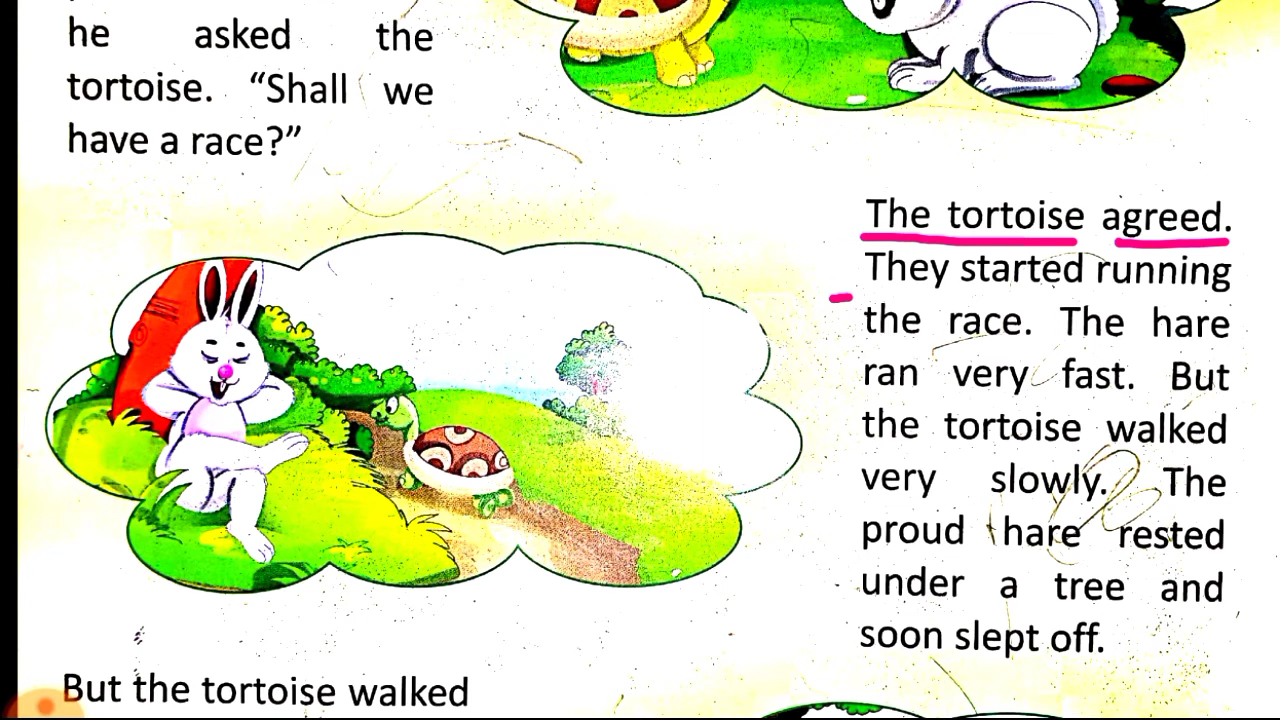 he asked the
tortoise. “Shall we
have a race?”
The tortoise agreed.
They started running
the race. The hare
ran very fast. But
the tortoise walked
very slowly. The
proud hare rested
under a tree and
soon slept off.
But the tortoise walked